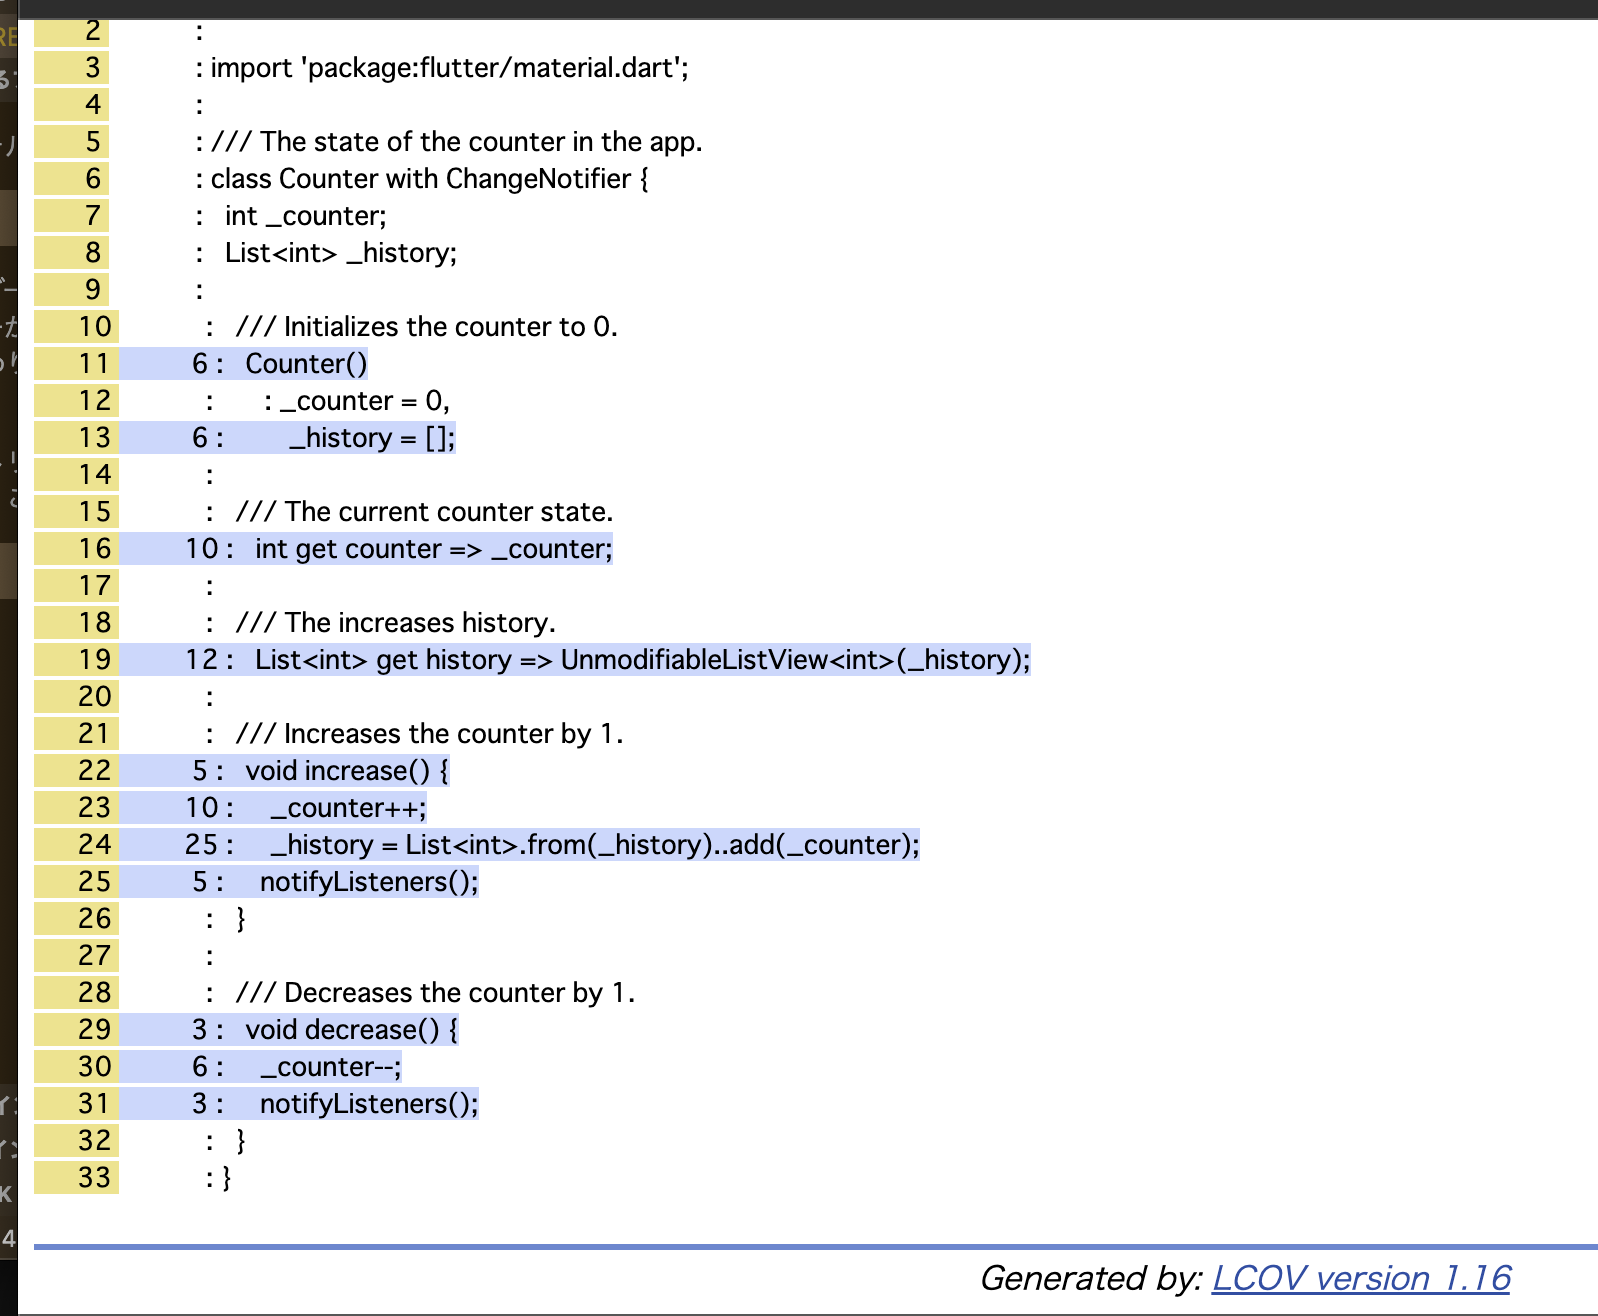 2 :
3 : import 'package:flutter/material.dart';
4 :
5 : /// The state of the counter in the app.
6 : class Counter with ChangeNotifier {
7 :   int _counter;
8 :   List<int> _history;
9 :
10 :   /// Initializes the counter to 0.
11 6 :   Counter()
12 :       : _counter = 0,
13 6 :         _history = [];
14 :
15 :   /// The current counter state.
16 10 :   int get counter => _counter;
17 :
18 :   /// The increases history.
19 12 :   List<int> get history => UnmodifiableListView<int>(_history);
20 :
21 :   /// Increases the counter by 1.
22 5 :   void increase() {
23 10 :     _counter++;
24 25 :     _history = List<int>.from(_history)..add(_counter);
25 5 :     notifyListeners();
26 :   }
27 :
28 :   /// Decreases the counter by 1.
29 3 :   void decrease() {
30 6 :     _counter--;
31 3 :     notifyListeners();
32 :   }
33 : }
Generated by: LCOV version 1.16